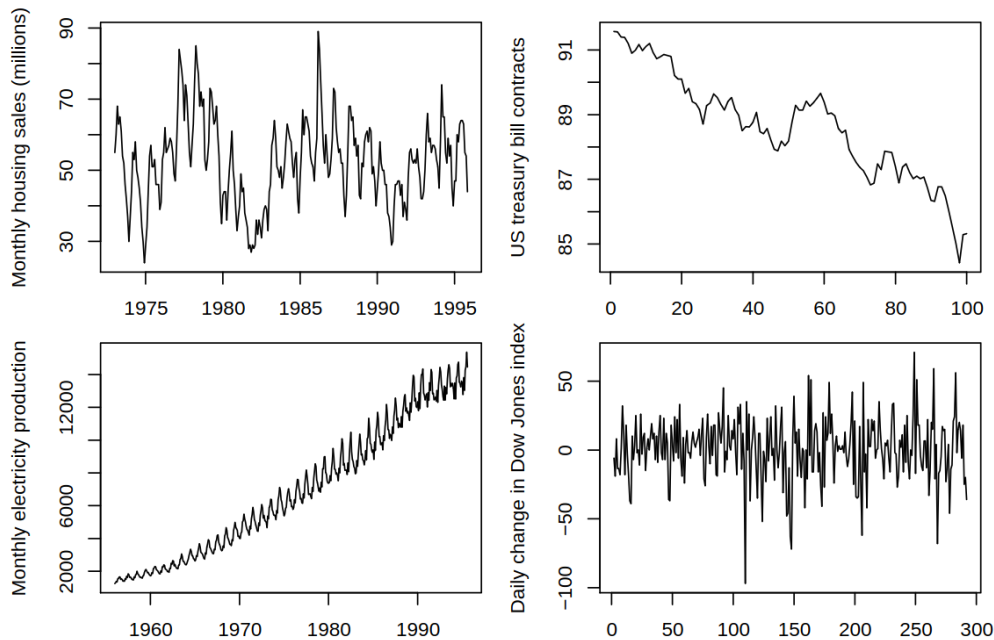 Monthly housing sales (millions)
90
70
50
30
1975 1980 1985 1990 1995
US treasury bill contracts
91
89
87
85
0 20 40 60 80 100
Monthly electricity production
12000
6000
2000
1960 1970 1980 1990
Daily change in Dow Jones index
50
0
−50
−100
0 50 100 150 200 250 300